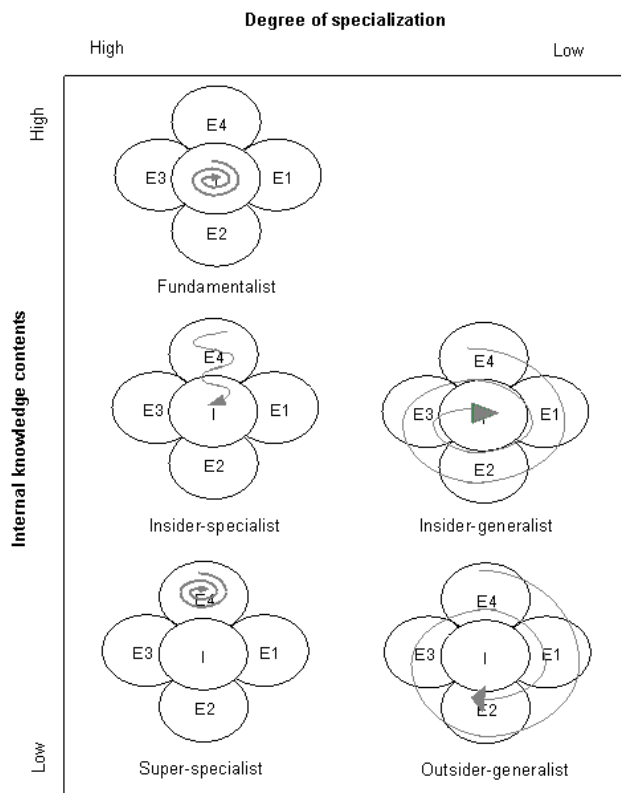 Degree of specialization
High Low
High
E4
E3 E1
E2
Fundamentalist
Internal knowledge contents
E4 E4
E3 I E1 E3 E1
E2 E2
Insider-specialist Insider-generalist
E4 E4
E3 I E1 E3 I E1
E2 E2
Low
Super-specialist Outsider-generalist